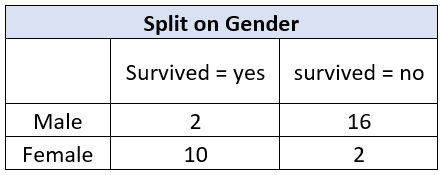 Split on Gender
Survived = yes survived = no
Male 2 16
Female 10 2